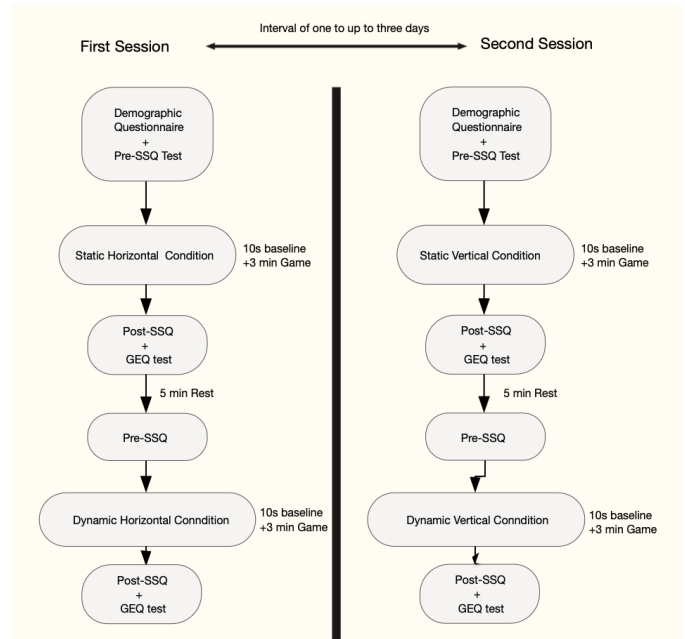 Interval of one to up to three days
First Session
Second Session
Demographic
Questionnaire
+
Pre-SSQ Test
Static Horizontal Condition
10s baseline
+3 min Game
Post-SSQ
+
GEQ test
5 min Rest
Pre-SSQ
Dynamic Horizontal Conndition
10s baseline
+3 min Game
Post-SSQ
+
GEQ test
Demographic
Questionnaire
+
Pre-SSQ Test
Static Vertical Condition
10s baseline
+3 min Game
Post-SSQ
+
GEQ test
5 min Rest
Pre-SSQ
Dynamic Vertical Conndition
10s baseline
+3 min Game
Post-SSQ
+
GEQ test